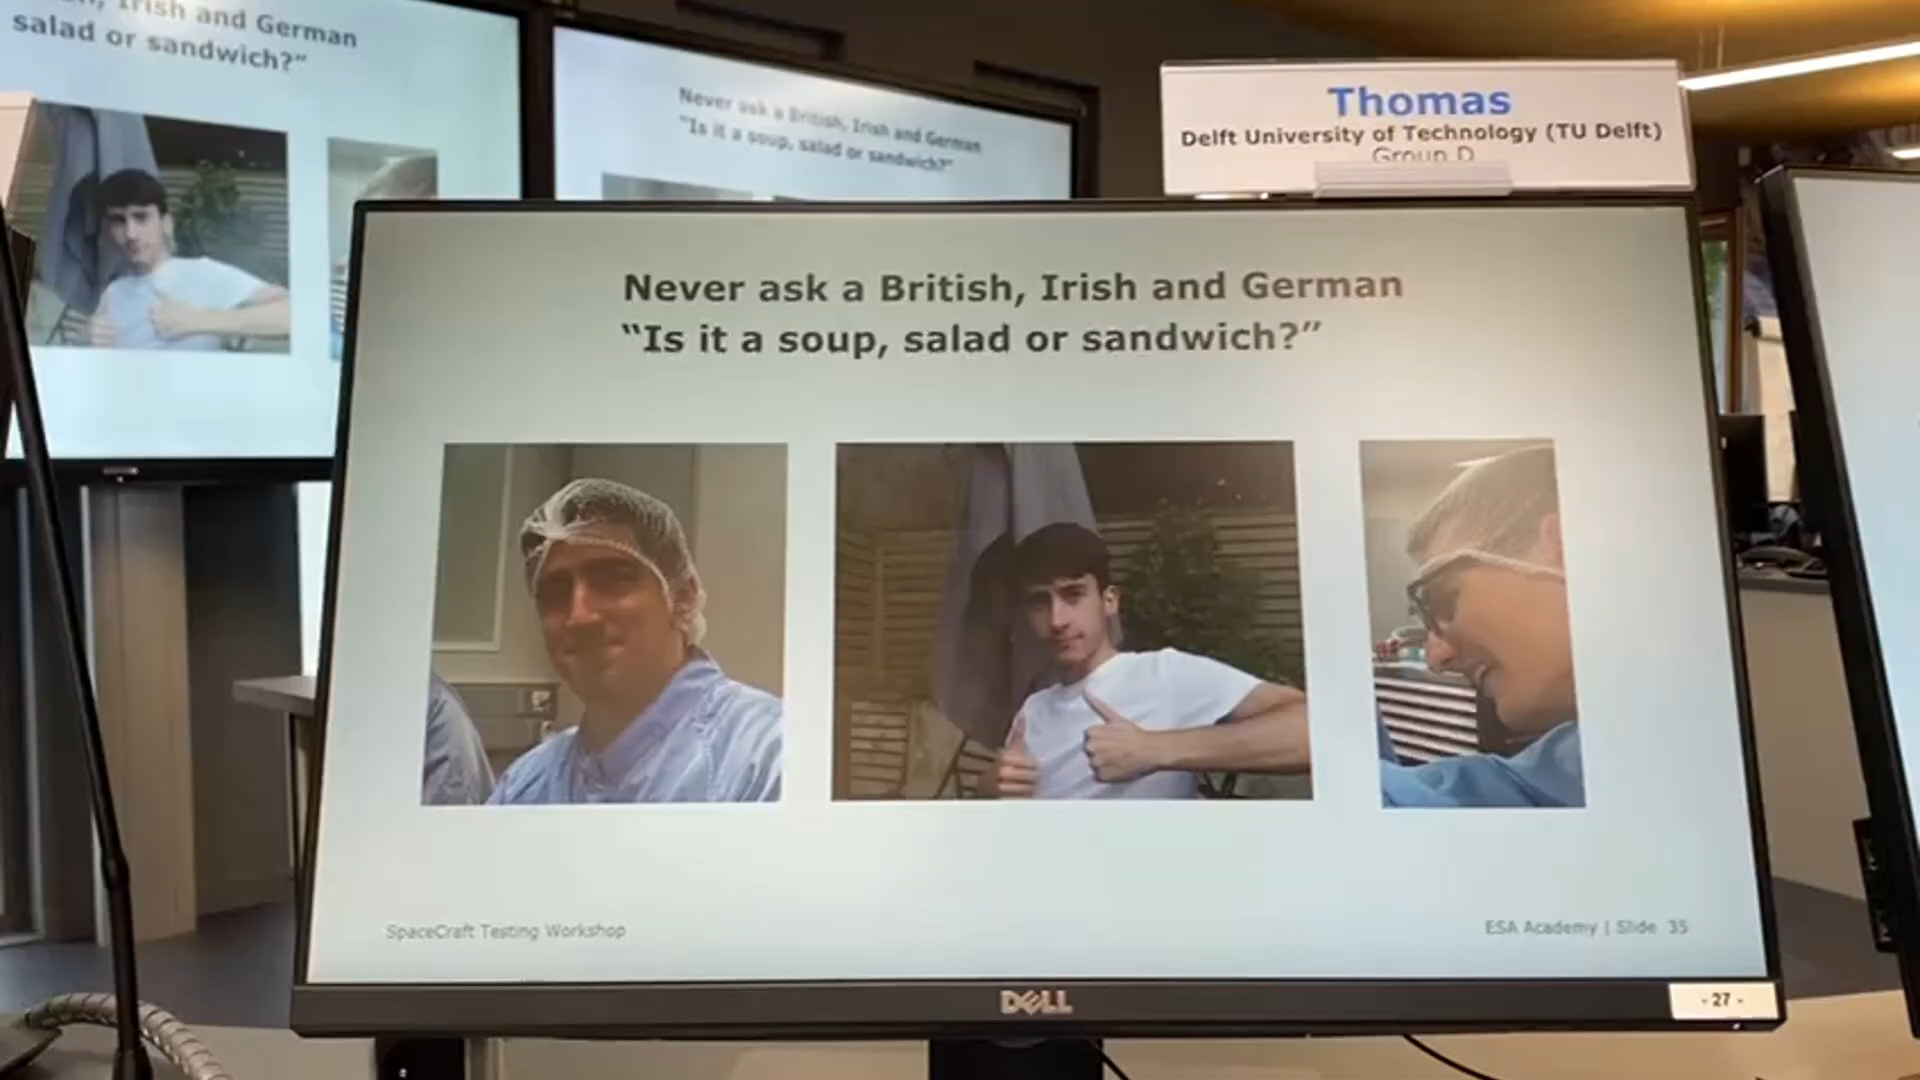 Irish and German
salad or sandwich?”
Never ask a British, Irish and German
“Is it a soup, salad or sandwich?”
Thomas
Delft University of Technology (TU Delft)
Group D
Never ask a British, Irish and German
“Is it a soup, salad or sandwich?”
SpaceCraft Testing Workshop
ESA Academy | Slide 35
DELL
- 27 -